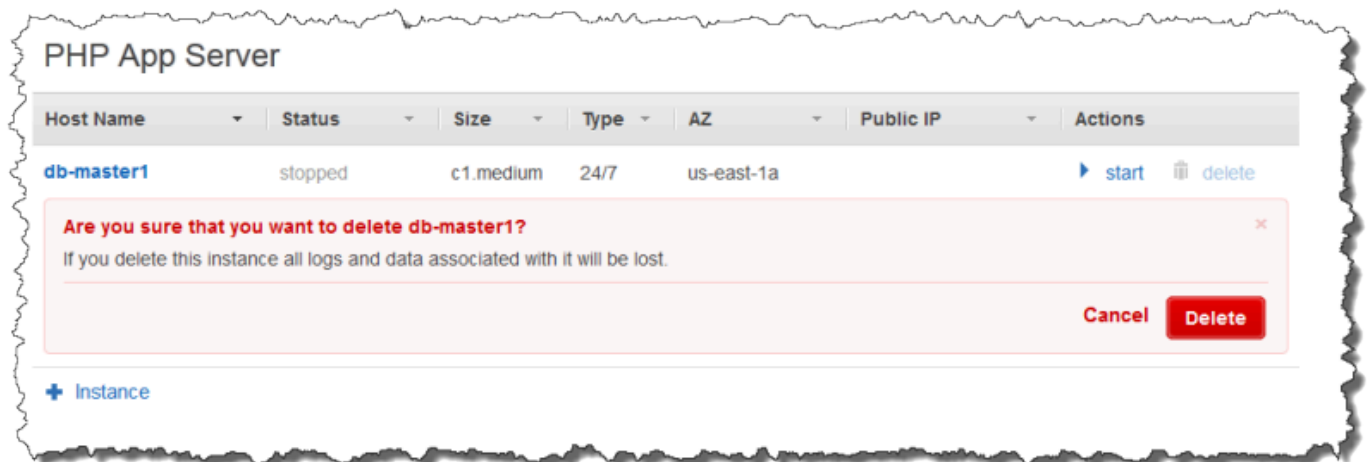 PHP App Server
Host Name Status Size Type AZ Public IP Actions
db-master1 stopped c1.medium 24/7 us-east-1a start delete
Are you sure that you want to delete db-master1?
If you delete this instance all logs and data associated with it will be lost.
Cancel Delete
Instance